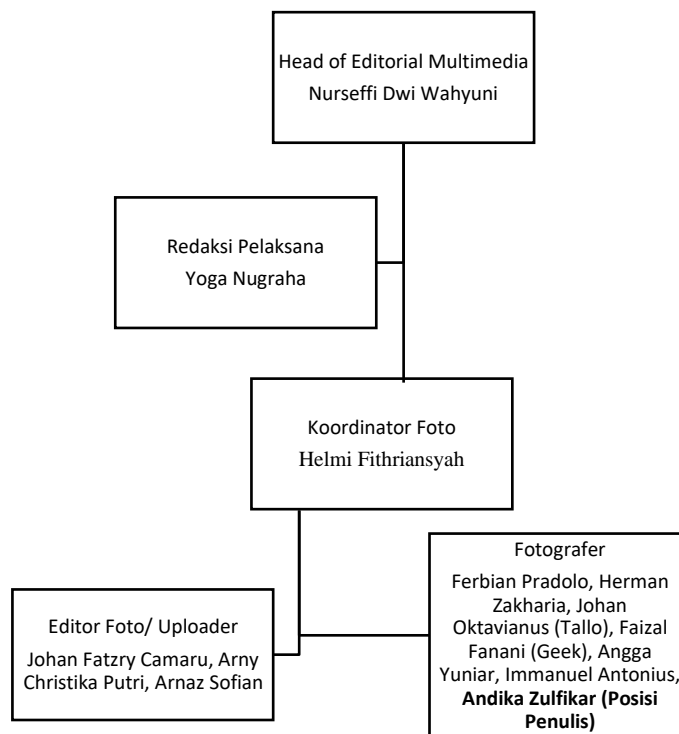 Head of Editorial Multimedia
Nurseffi Dwi Wahyuni
Redaksi Pelaksana
Yoga Nugraha
Koordinator Foto
Helmi Fithriansyah
Editor Foto/ Uploader
Johan Fatzry Camaru, Arny
Christika Putri, Arnaz Sofian
Fotografer
Ferbian Pradolo, Herman
Zakharia, Johan
Oktavianus (Tallo), Faizal
Fanani (Geek), Angga
Yuniar, Immanuel Antonius,
Andika Zulfikar (Posisi
Penulis)